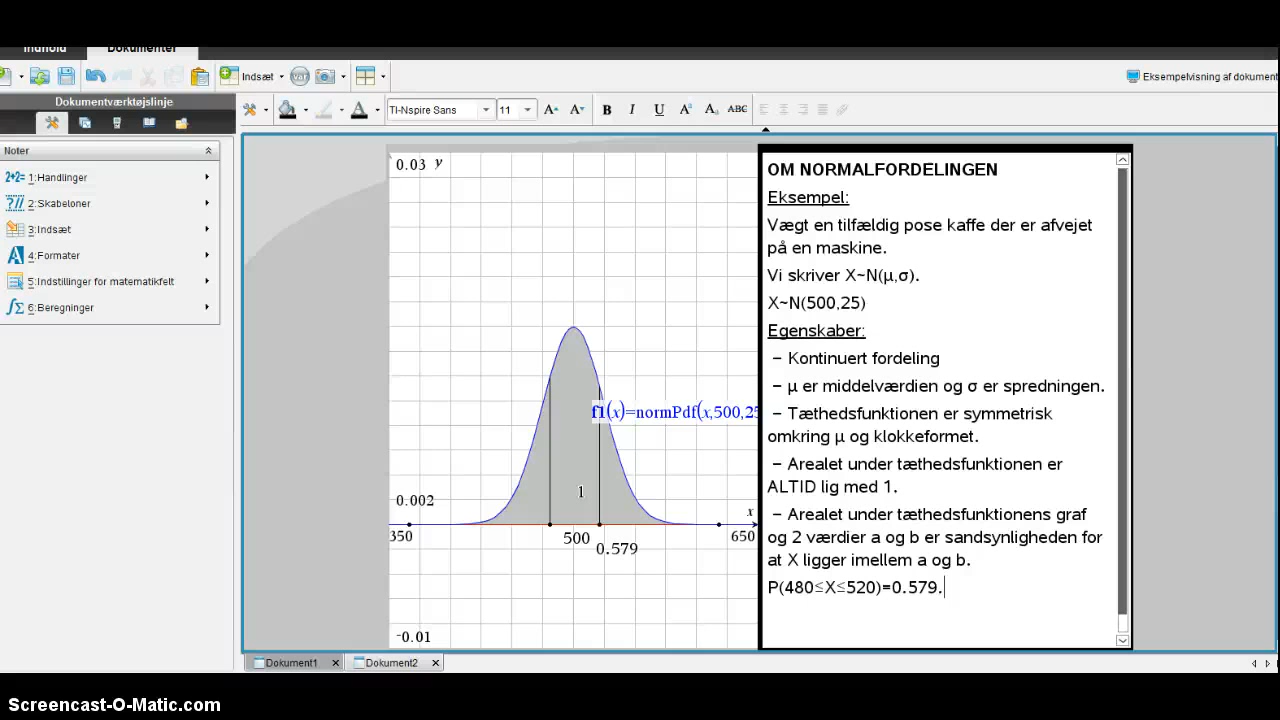 Indhold Dokumenter
Indsæt
Eksempelvisning af dokument
Dokumentværktøjslinje
TI-Nspire Sans 11 B I U Aᵃ Aₐ ABC
Noter
1:Handlinger
2:Skabeloner
3:Indsæt
4:Formater
5:Indstillinger for matematikfelt
6:Beregninger
0.03 y
f1(x)=normPdf(x,500,25
1
0.002
x
350
500
650
0.579
-0.01
OM NORMALFORDELINGEN
Eksempel:
Vægt en tilfældig pose kaffe der er afvejet
på en maskine.
Vi skriver X~N(μ,σ).
X~N(500,25)
Egenskaber:
– Kontinuert fordeling
– μ er middelværdien og σ er spredningen.
– Tæthedsfunktionen er symmetrisk
omkring μ og klokkeformet.
– Arealet under tæthedsfunktionen er
ALTID lig med 1.
– Arealet under tæthedsfunktionens graf
og 2 værdier a og b er sandsynligheden for
at X ligger imellem a og b.
P(480≤X≤520)=0.579.
Dokument1 Dokument2
Screencast-O-Matic.com